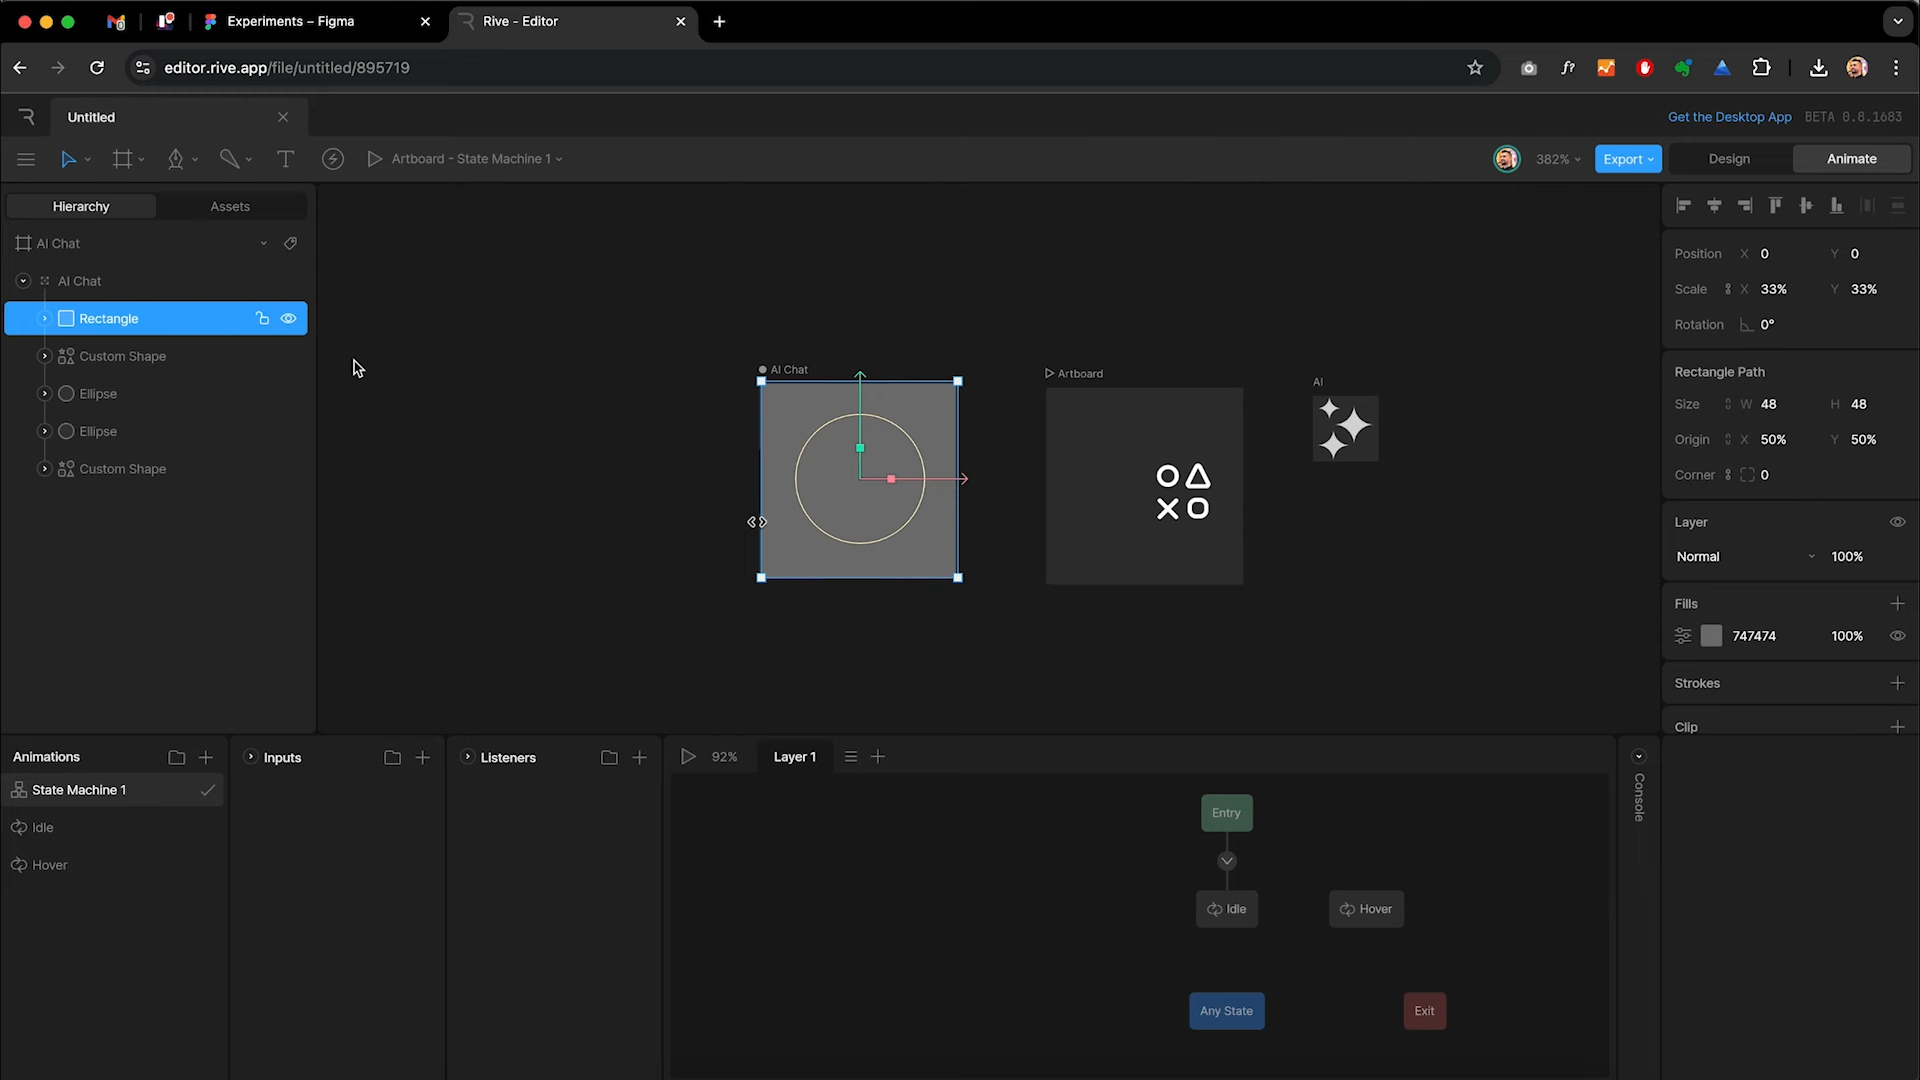 Experiments – Figma
Rive - Editor
editor.rive.app/file/untitled/895719
f?
Untitled
Get the Desktop App
BETA 0.8.1683
Artboard - State Machine 1
382%
Export
Design
Animate
Hierarchy
Assets
AI Chat
AI Chat
Rectangle
Custom Shape
Ellipse
Ellipse
Custom Shape
AI Chat
Artboard
AI
Position X 0 Y 0
Scale X 33% Y 33%
Rotation 0°
Rectangle Path
Size W 48 H 48
Origin X 50% Y 50%
Corner 0
Layer
Normal 100%
Fills
747474 100%
Strokes
Clip
Animations
Inputs
Listeners
92%
Layer 1
State Machine 1
Idle
Hover
Entry
Idle
Hover
Any State
Exit
Console